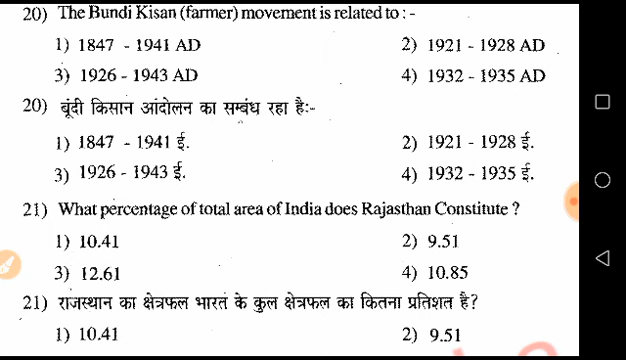 20) The Bundi Kisan (farmer) movement is related to : -
1) 1847 - 1941 AD 2) 1921 - 1928 AD
3) 1926 - 1943 AD 4) 1932 - 1935 AD
20) बूंदी किसान आंदोलन का सम्बंध रहा है:-
1) 1847 - 1941 ई. 2) 1921 - 1928 ई.
3) 1926 - 1943 ई. 4) 1932 - 1935 ई.
21) What percentage of total area of India does Rajasthan Constitute ?
1) 10.41 2) 9.51
3) 12.61 4) 10.85
21) राजस्थान का क्षेत्रफल भारत के कुल क्षेत्रफल का कितना प्रतिशत है?
1) 10.41 2) 9.51